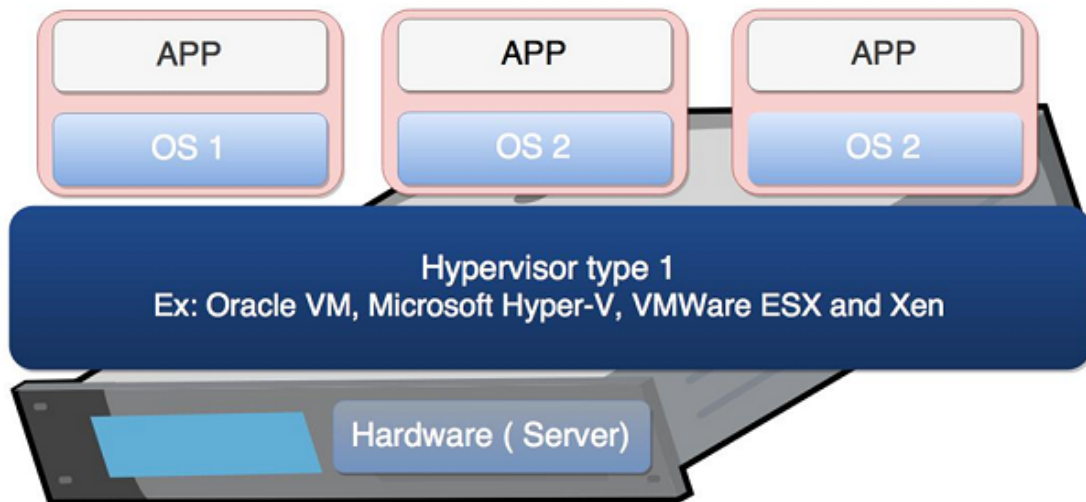 APP
APP
APP
OS 1
OS 2
OS 2
Hypervisor type 1
Ex: Oracle VM, Microsoft Hyper-V, VMWare ESX and Xen
Hardware ( Server)